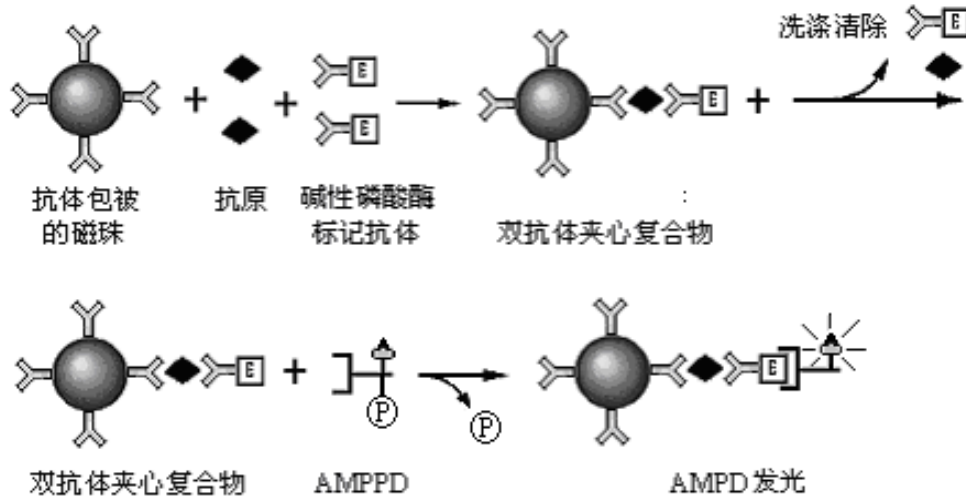 洗涤清除
E
E
E
E
抗体包被
的磁珠
抗原
碱性磷酸酶
标记抗体
:
双抗体夹心复合物
E
P
P
E
双抗体夹心复合物
AMPPD
AMPD发光